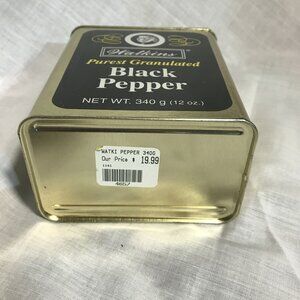 Watkins
Purest Granulated
Black
Pepper
NET WT. 340 g (12 oz.)
WATKI PEPPER 340G
Our Price $ 19.99
4657